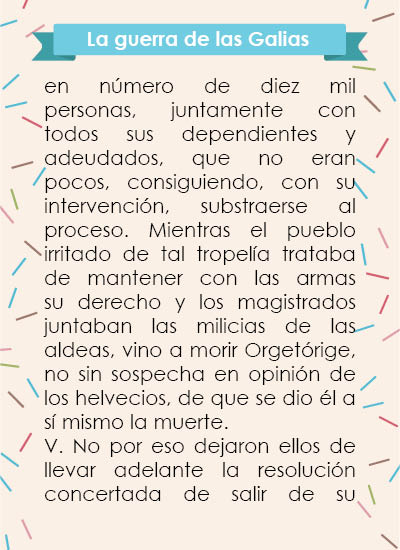 La guerra de las Galias
en número de diez mil
personas, juntamente con
todos sus dependientes y
adeudados, que no eran
pocos, consiguiendo, con su
intervención, substraerse al
proceso. Mientras el pueblo
irritado de tal tropelía trataba
de mantener con las armas
su derecho y los magistrados
juntaban las milicias de las
aldeas, vino a morir Orgetórige,
no sin sospecha en opinión de
los helvecios, de que se dio él a
sí mismo la muerte.
V. No por eso dejaron ellos de
llevar adelante la resolución
concertada de salir de su